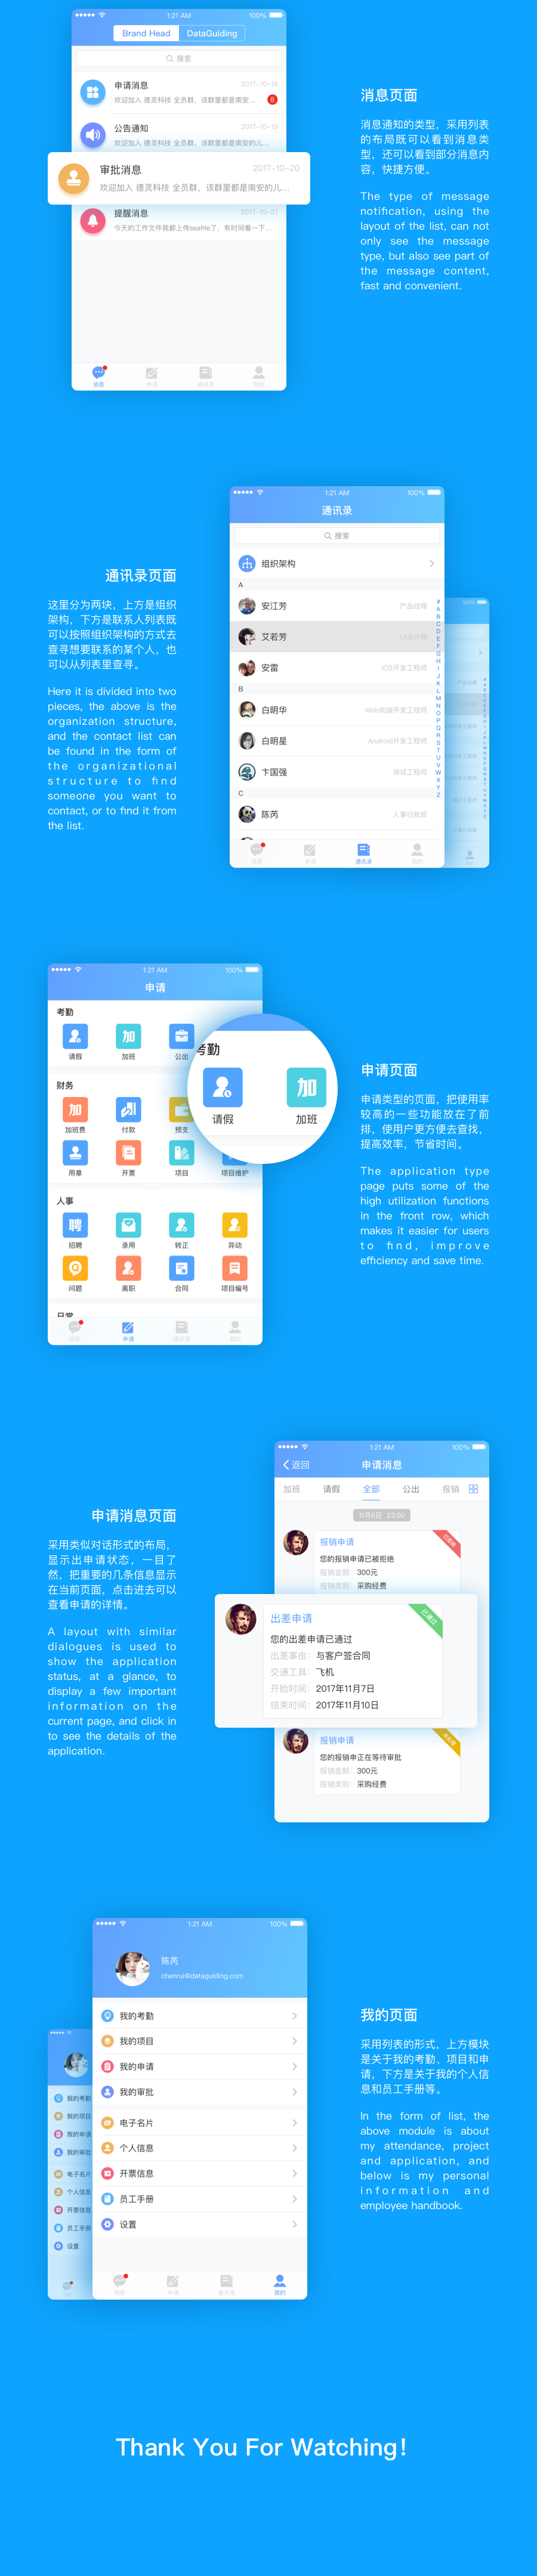 1:21 AM
100%
Brand Head
DataGuiding
搜索
申请消息
2017-10-18
欢迎加入 德灵科技 全员群，该群里都是南安…
8
公告通知
2017-10-19
欢迎加入 德灵科技 全员群，该群里都是南安的儿…
审批消息
2017-10-20
欢迎加入 德灵科技 全员群，该群里都是南安的儿…
提醒消息
2017-10-21
今天的工作文件我都上传seafile了，有时间看一下…
消息
申请
通讯录
我的
消息页面
消息通知的类型，采用列表
的布局既可以看到消息类
型，还可以看到部分消息内
容，快捷方便。
The type of message
notification, using the
layout of the list, can not
only see the message
type, but also see part of
the message content,
fast and convenient.
通讯录页面
这里分为两块，上方是组织
架构，下方是联系人列表既
可以按照组织架构的方式去
查寻想要联系的某个人，也
可以从列表里查寻。
Here it is divided into two
pieces, the above is the
organization structure,
and the contact list can
be found in the form of
the organizational
structure to find
someone you want to
contact, or to find it from
the list.
1:21 AM
100%
通讯录
搜索
组织架构
A
安江芳
产品经理
艾若芳
UI设计师
安雷
iOS开发工程师
B
白明华
Web前端开发工程师
白明星
Android开发工程师
卞国强
测试工程师
C
陈芮
人事行政部
#
A
B
C
D
E
F
G
H
I
J
K
L
M
N
O
P
Q
R
S
T
U
V
W
X
Y
Z
消息
申请
通讯录
我的
1:21 AM
100%
申请
考勤
请假
加班
公出
财务
加班费
付款
预支
用章
开票
项目
项目维护
人事
招聘
录用
转正
异动
问题
离职
合同
项目编号
日常
消息
申请
通讯录
我的
考勤
请假
加班
申请页面
申请类型的页面，把使用率
较高的一些功能放在了前
排，使用户更方便去查找，
提高效率，节省时间。
The application type
page puts some of the
high utilization functions
in the front row, which
makes it easier for users
to find, improve
efficiency and save time.
申请消息页面
采用类似对话形式的布局，
显示出申请状态，一目了
然，把重要的几条信息显示
在当前页面，点击进去可以
查看申请的详情。
A layout with similar
dialogues is used to
show the application
status, at a glance, to
display a few important
information on the
current page, and click in
to see the details of the
application.
1:21 AM
100%
返回
申请消息
加班
请假
全部
公出
报销
11月6日 23:00
报销申请
已拒绝
您的报销申请已被拒绝
报销金额：300元
报销类别：采购经费
出差申请
已通过
您的出差申请已通过
出差事由：与客户签合同
交通工具：飞机
开始时间：2017年11月7日
结束时间：2017年11月10日
报销申请
您的报销申正在等待审批
报销金额：300元
报销类别：采购经费
1:21 AM
100%
陈芮
chenrui@dataguiding.com
我的考勤
我的项目
我的申请
我的审批
电子名片
个人信息
开票信息
员工手册
设置
消息
申请
通讯录
我的
我的页面
采用列表的形式，上方模块
是关于我的考勤、项目和申
请，下方是关于我的个人信
息和员工手册等。
In the form of list, the
above module is about
my attendance, project
and application, and
below is my personal
information and
employee handbook.
Thank You For Watching!